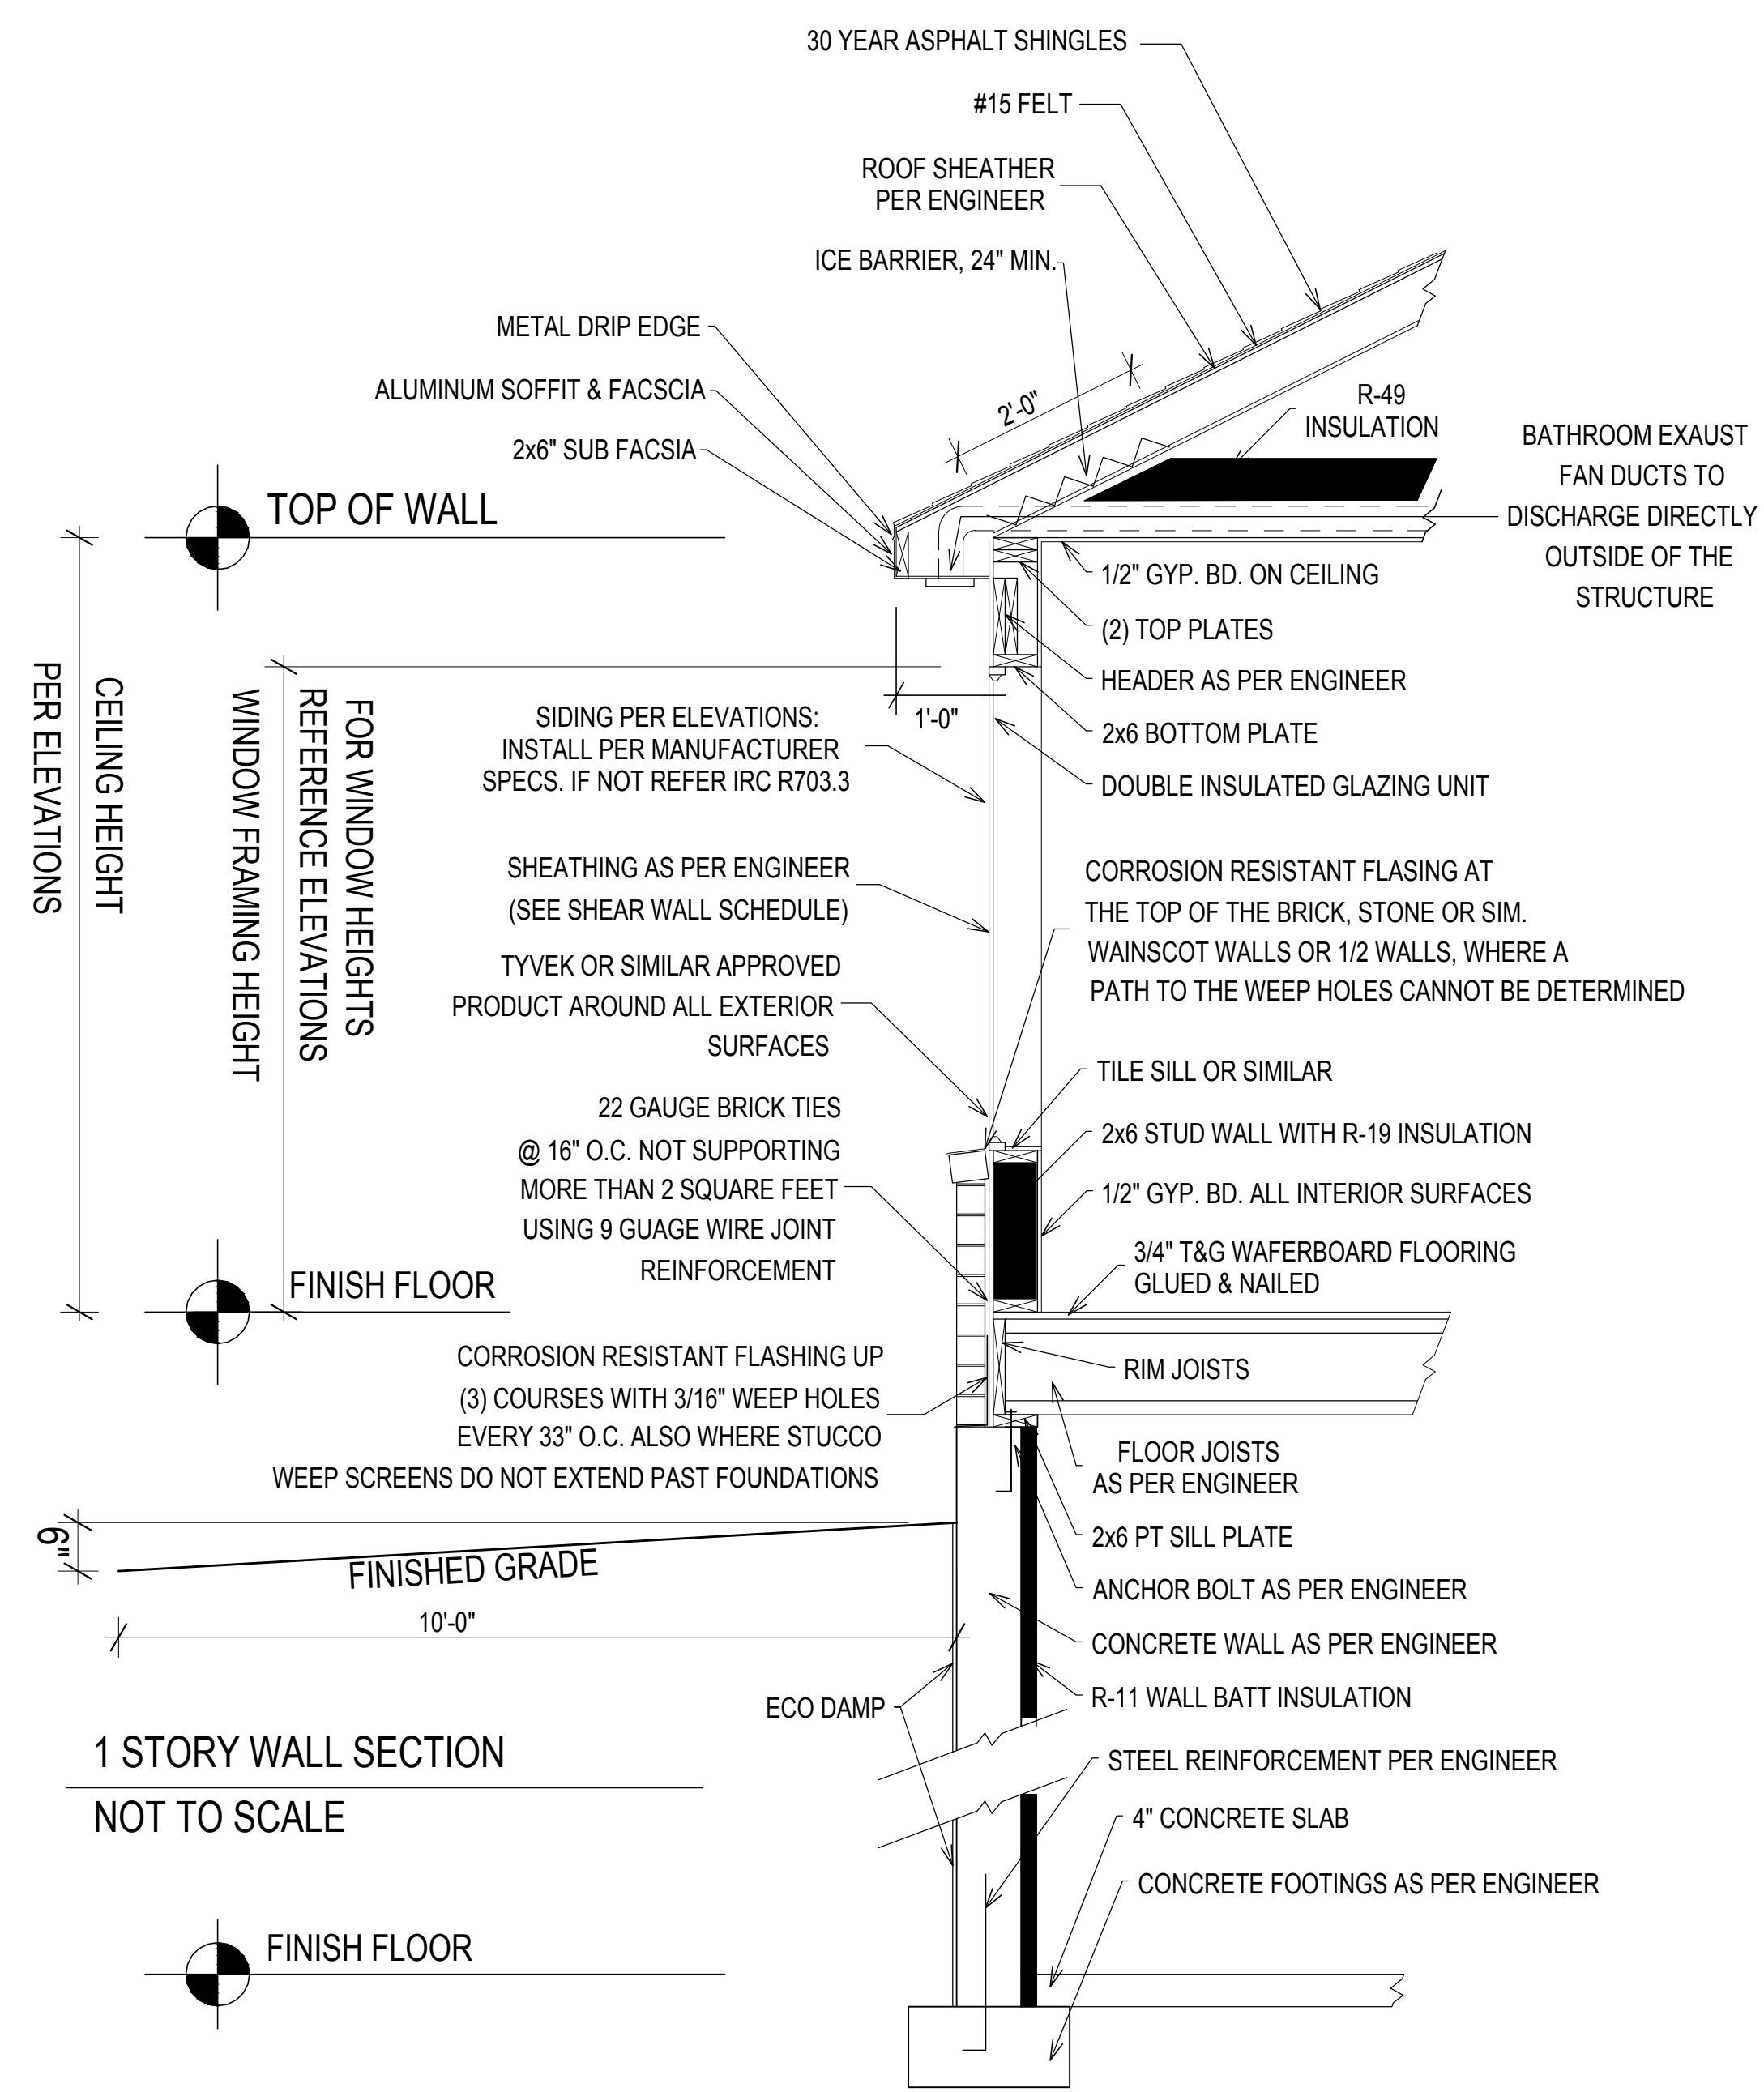 30 YEAR ASPHALT SHINGLES
#15 FELT
ROOF SHEATHER
PER ENGINEER
ICE BARRIER, 24" MIN.
METAL DRIP EDGE
ALUMINUM SOFFIT & FACSCIA
2x6" SUB FACSIA
2'-0"
R-49
INSULATION
BATHROOM EXAUST
FAN DUCTS TO
DISCHARGE DIRECTLY
OUTSIDE OF THE
STRUCTURE
TOP OF WALL
1/2" GYP. BD. ON CEILING
(2) TOP PLATES
HEADER AS PER ENGINEER
2x6 BOTTOM PLATE
DOUBLE INSULATED GLAZING UNIT
1'-0"
CEILING HEIGHT
PER ELEVATIONS
FOR WINDOW HEIGHTS
REFERENCE ELEVATIONS
WINDOW FRAMING HEIGHT
SIDING PER ELEVATIONS:
INSTALL PER MANUFACTURER
SPECS. IF NOT REFER IRC R703.3
SHEATHING AS PER ENGINEER
(SEE SHEAR WALL SCHEDULE)
TYVEK OR SIMILAR APPROVED
PRODUCT AROUND ALL EXTERIOR
SURFACES
22 GAUGE BRICK TIES
@ 16" O.C. NOT SUPPORTING
MORE THAN 2 SQUARE FEET
USING 9 GUAGE WIRE JOINT
REINFORCEMENT
CORROSION RESISTANT FLASING AT
THE TOP OF THE BRICK, STONE OR SIM.
WAINSCOT WALLS OR 1/2 WALLS, WHERE A
PATH TO THE WEEP HOLES CANNOT BE DETERMINED
TILE SILL OR SIMILAR
2x6 STUD WALL WITH R-19 INSULATION
1/2" GYP. BD. ALL INTERIOR SURFACES
3/4" T&G WAFERBOARD FLOORING
GLUED & NAILED
FINISH FLOOR
CORROSION RESISTANT FLASHING UP
(3) COURSES WITH 3/16" WEEP HOLES
EVERY 33" O.C. ALSO WHERE STUCCO
WEEP SCREENS DO NOT EXTEND PAST FOUNDATIONS
RIM JOISTS
FLOOR JOISTS
AS PER ENGINEER
2x6 PT SILL PLATE
ANCHOR BOLT AS PER ENGINEER
CONCRETE WALL AS PER ENGINEER
R-11 WALL BATT INSULATION
6"
FINISHED GRADE
10'-0"
ECO DAMP
STEEL REINFORCEMENT PER ENGINEER
4" CONCRETE SLAB
CONCRETE FOOTINGS AS PER ENGINEER
1 STORY WALL SECTION
NOT TO SCALE
FINISH FLOOR